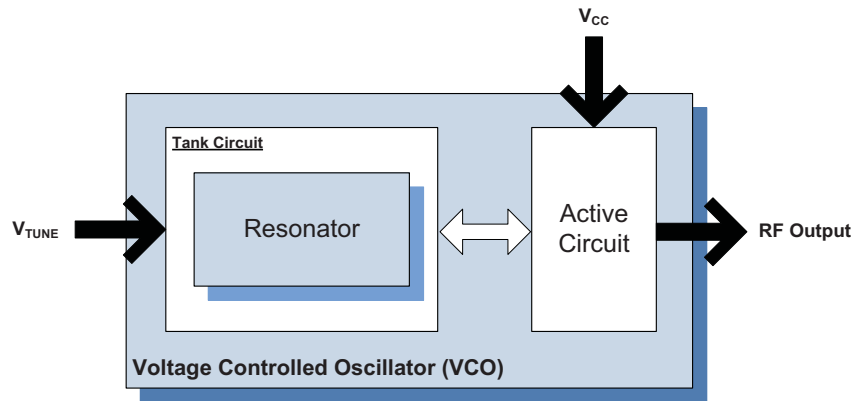 VCC
Tank Circuit
VTUNE
Resonator
Active
Circuit
RF Output
Voltage Controlled Oscillator (VCO)